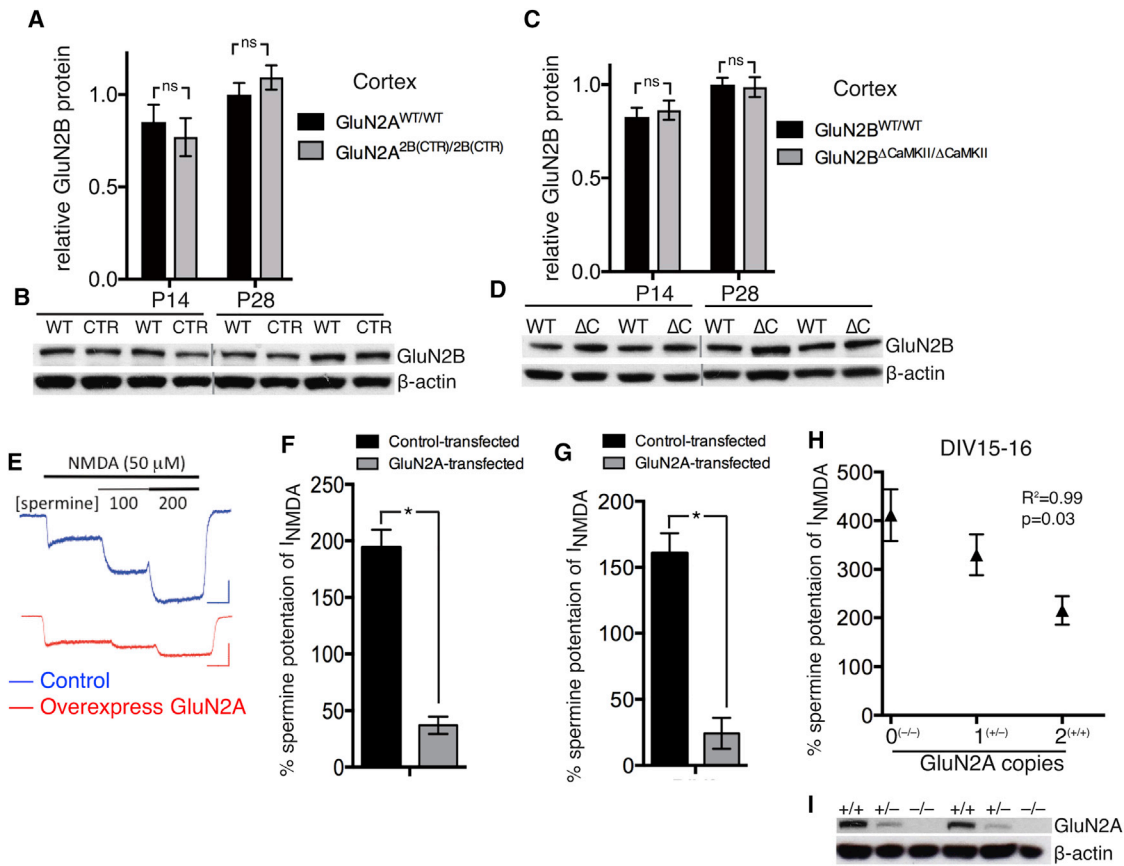 A
relative GluN2B protein
1.0
0.5
0.0
ns
ns
P14
P28
Cortex
GluN2A^WT/WT
GluN2A^2B(CTR)/2B(CTR)
C
relative GluN2B protein
1.0
0.5
0.0
ns
ns
P14
P28
Cortex
GluN2B^WT/WT
GluN2B^ΔCaMKII/ΔCaMKII
B
WT CTR WT CTR WT CTR WT CTR
GluN2B
β-actin
D
WT ΔC WT ΔC WT ΔC WT ΔC
GluN2B
β-actin
E
NMDA (50 μM)
[spermine] 100 200
Control
Overexpress GluN2A
F
Control-transfected
GluN2A-transfected
% spermine potentaion of I_NMDA
250
200
150
100
50
0
*
G
Control-transfected
GluN2A-transfected
% spermine potentaion of I_NMDA
200
150
100
50
0
*
H
DIV15-16
% spermine potentaion of I_NMDA
500
400
300
200
100
0
R²=0.99
p=0.03
0(−/−) 1(+/−) 2(+/+)
GluN2A copies
I
+/+ +/− −/− +/+ +/− −/−
GluN2A
β-actin